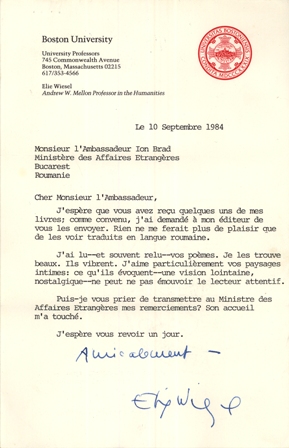 Boston University
University Professors
745 Commonwealth Avenue
Boston, Massachusetts 02215
617/353-4566
Elie Wiesel
Andrew W. Mellon Professor in the Humanities
Le 10 Septembre 1984
Monsieur l'Ambassadeur Ion Brad
Ministère des Affaires Etrangères
Bucarest
Roumanie
Cher Monsieur l'Ambassadeur,
J'espère que vous avez reçu quelques uns de mes
livres; comme convenu, j'ai demandé à mon éditeur de
vous les envoyer. Rien ne me ferait plus de plaisir que
de les voir traduits en langue roumaine.
J'ai lu--et souvent relu--vos poèmes. Je les trouve
beaux. Ils vibrent. J'aime particulièrement vos paysages
intimes: ce qu'ils évoquent--une vision lointaine,
nostalgique--ne peut ne pas émouvoir le lecteur attentif.
Puis-je vous prier de transmettre au Ministre des
Affaires Etrangères mes remerciements? Son accueil
m'a touché.
J'espère vous revoir un jour.
Amicalement -
Elie Wiesel